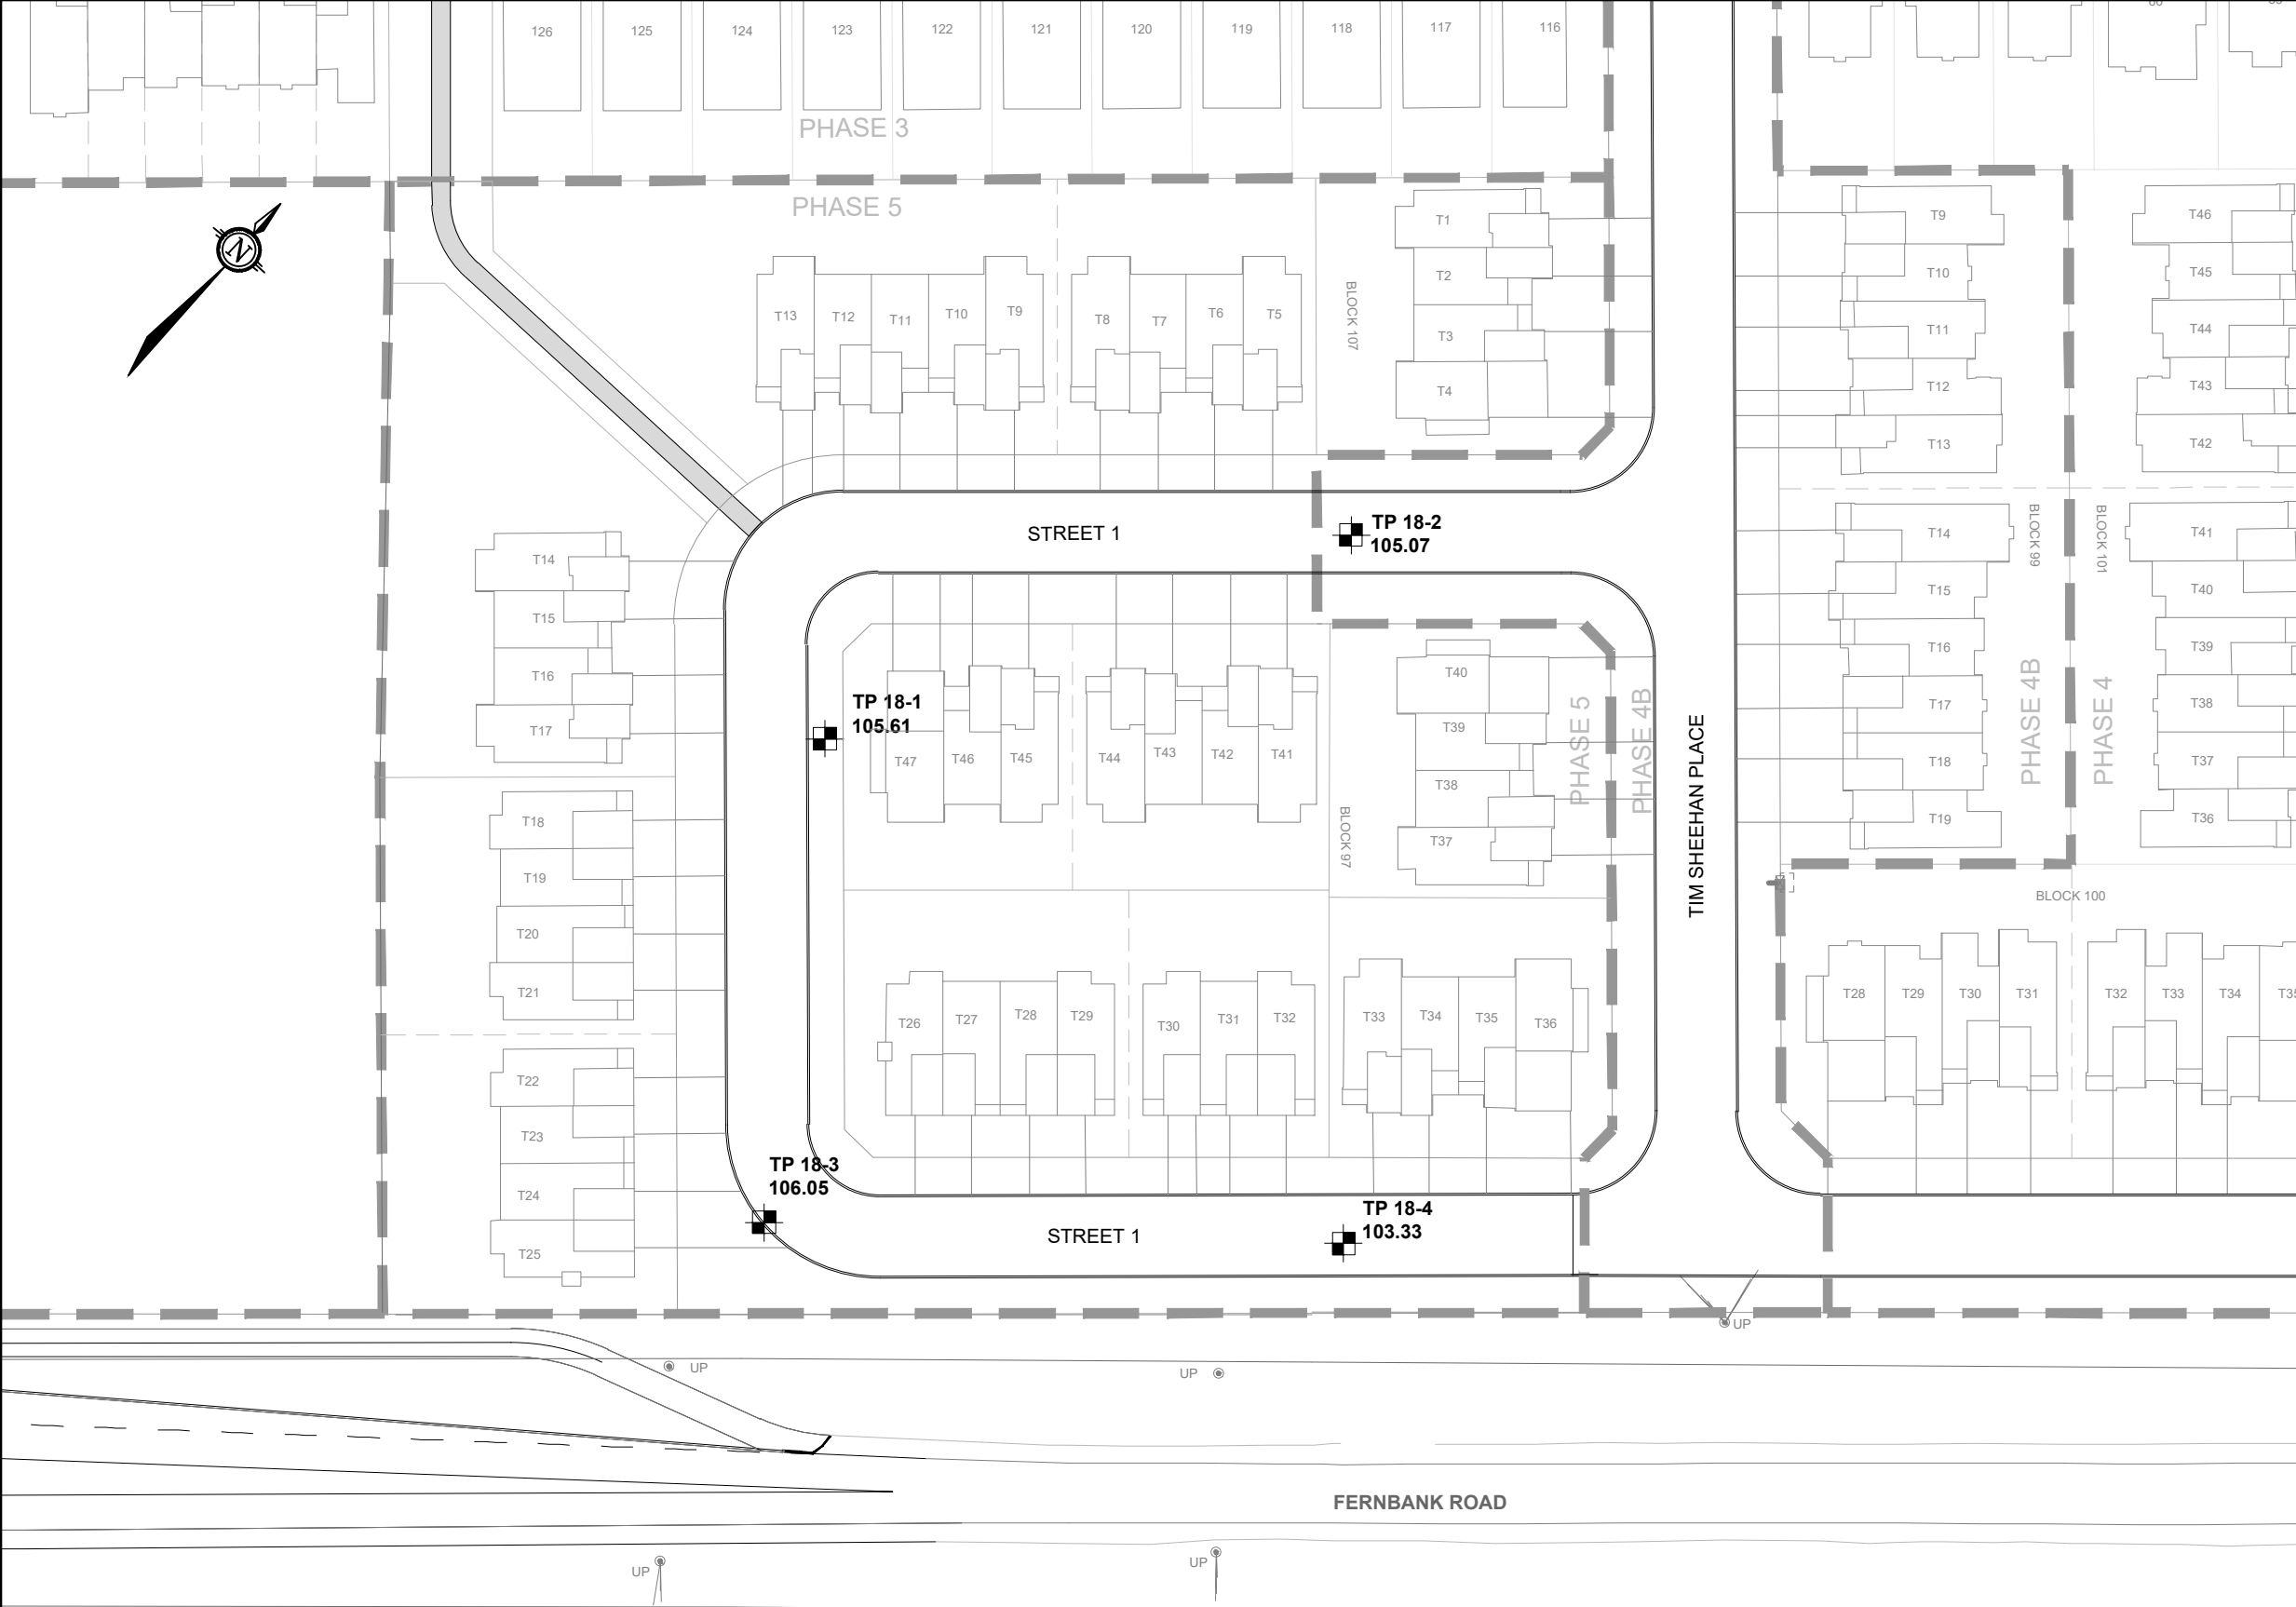 126
125
124
123
122
121
120
119
118
117
116
PHASE 3
PHASE 5
N
T1
T2
T3
T4
BLOCK 107
T13
T12
T11
T10
T9
T8
T7
T6
T5
T9
T10
T11
T12
T13
T46
T45
T44
T43
T42
STREET 1
TP 18-2
105.07
T14
T15
T16
T17
TP 18-1
105.61
T47
T46
T45
T44
T43
T42
T41
T40
T39
T38
T37
BLOCK 97
PHASE 5
PHASE 4B
TIM SHEEHAN PLACE
T14
T15
T16
T17
T18
T19
BLOCK 99
BLOCK 101
PHASE 4B
PHASE 4
T41
T40
T39
T38
T37
T36
BLOCK 100
T18
T19
T20
T21
T22
T23
T24
T25
T26
T27
T28
T29
T30
T31
T32
T33
T34
T35
T36
T28
T29
T30
T31
T32
T33
T34
TP 18-3
106.05
STREET 1
TP 18-4
103.33
UP
UP
UP
FERNBANK ROAD
UP
UP